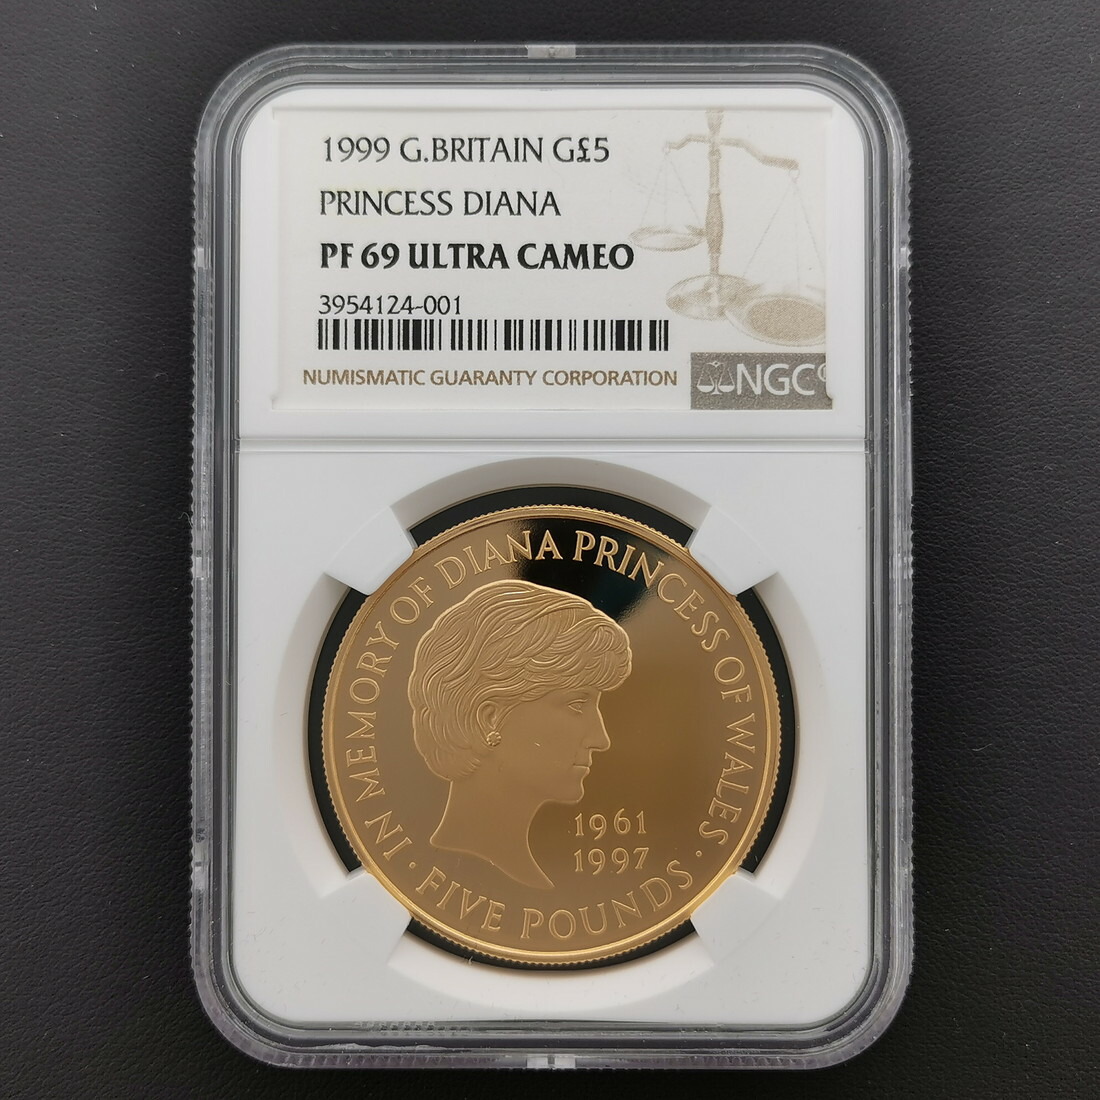 1999 G.BRITAIN G£5
PRINCESS DIANA
PF 69 ULTRA CAMEO
3954124-001
NUMISMATIC GUARANTY CORPORATION
NGC
IN MEMORY OF DIANA PRINCESS OF WALES
1961
1997
· FIVE POUNDS ·